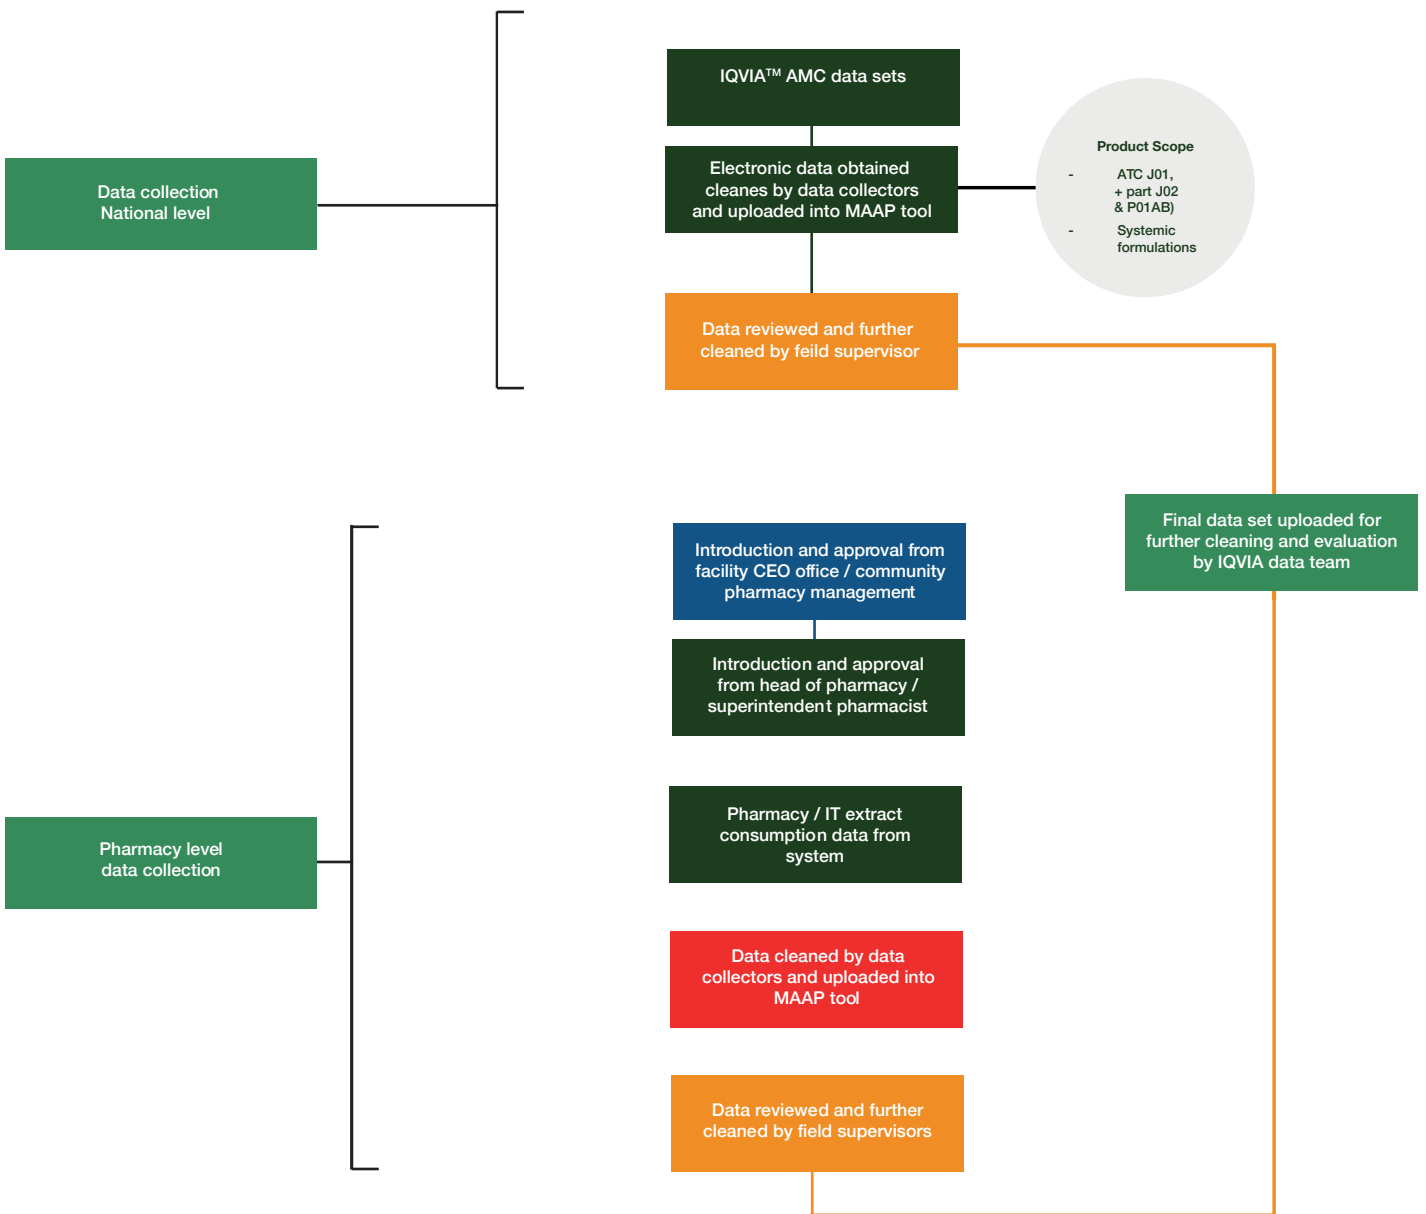 IQVIA™ AMC data sets
Data collection
National level
Electronic data obtained
cleanes by data collectors
and uploaded into MAAP tool
Product Scope
- ATC J01,
+ part J02
& P01AB)
- Systemic
formulations
Data reviewed and further
cleaned by feild supervisor
Final data set uploaded for
further cleaning and evaluation
by IQVIA data team
Introduction and approval from
facility CEO office / community
pharmacy management
Introduction and approval
from head of pharmacy /
superintendent pharmacist
Pharmacy level
data collection
Pharmacy / IT extract
consumption data from
system
Data cleaned by data
collectors and uploaded into
MAAP tool
Data reviewed and further
cleaned by field supervisors